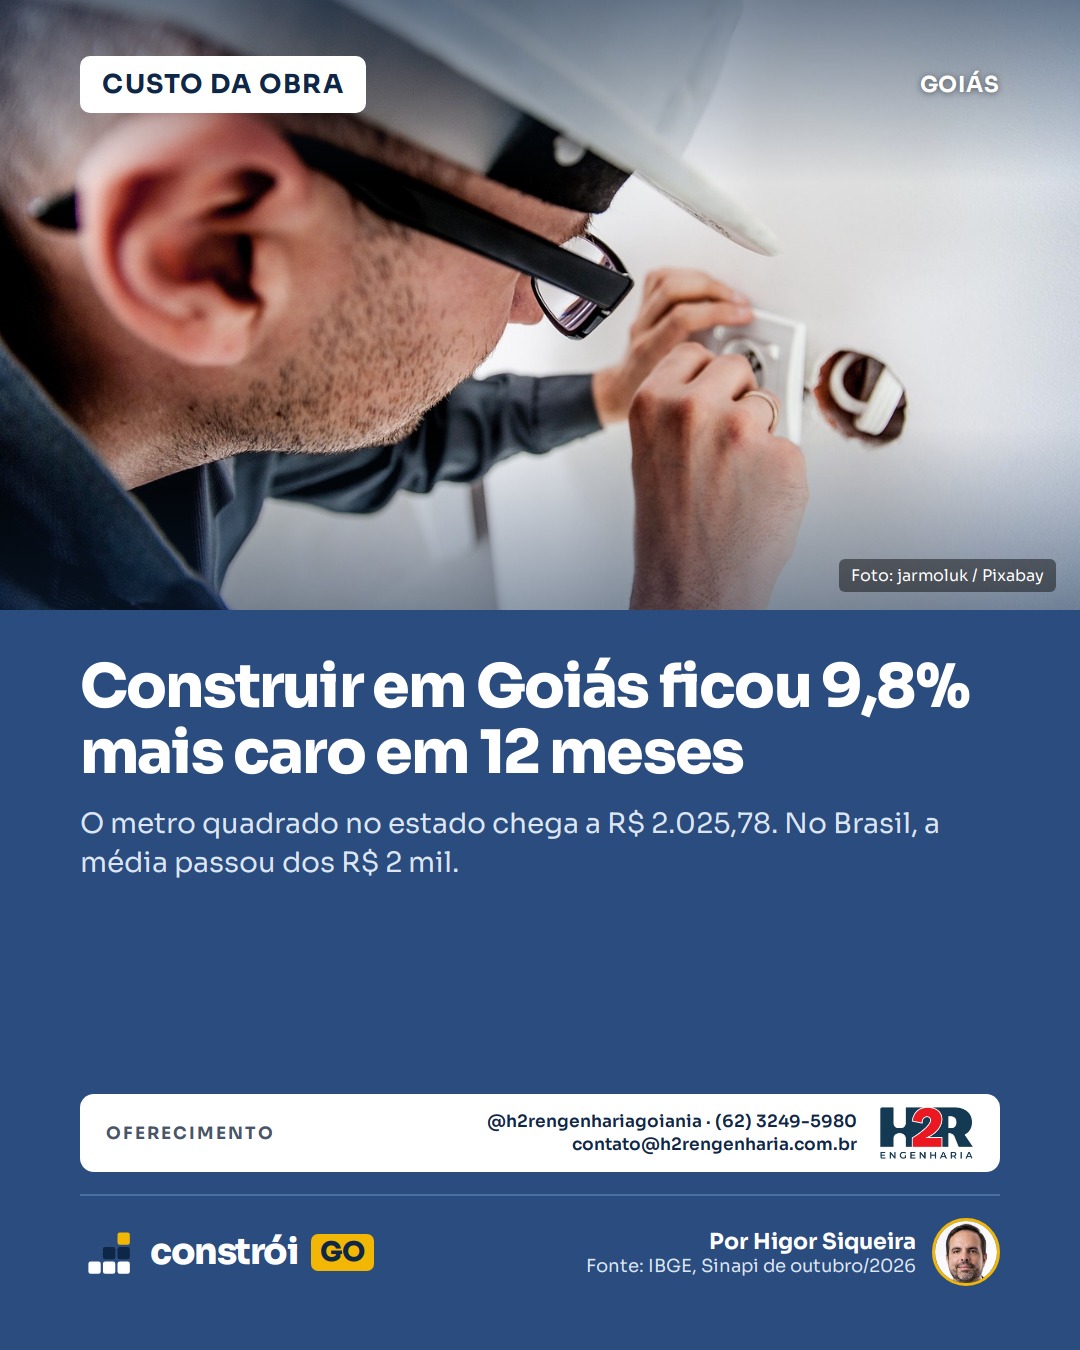 CUSTO DA OBRA
GOIÁS
Foto: jarmoluk / Pixabay
Construir em Goiás ficou 9,8%
mais caro em 12 meses
O metro quadrado no estado chega a R$ 2.025,78. No Brasil, a
média passou dos R$ 2 mil.
OFERECIMENTO
@h2rengenhariagoiania · (62) 3249-5980
contato@h2rengenharia.com.br
H2R
ENGENHARIA
constrói GO
Por Higor Siqueira
Fonte: IBGE, Sinapi de outubro/2026